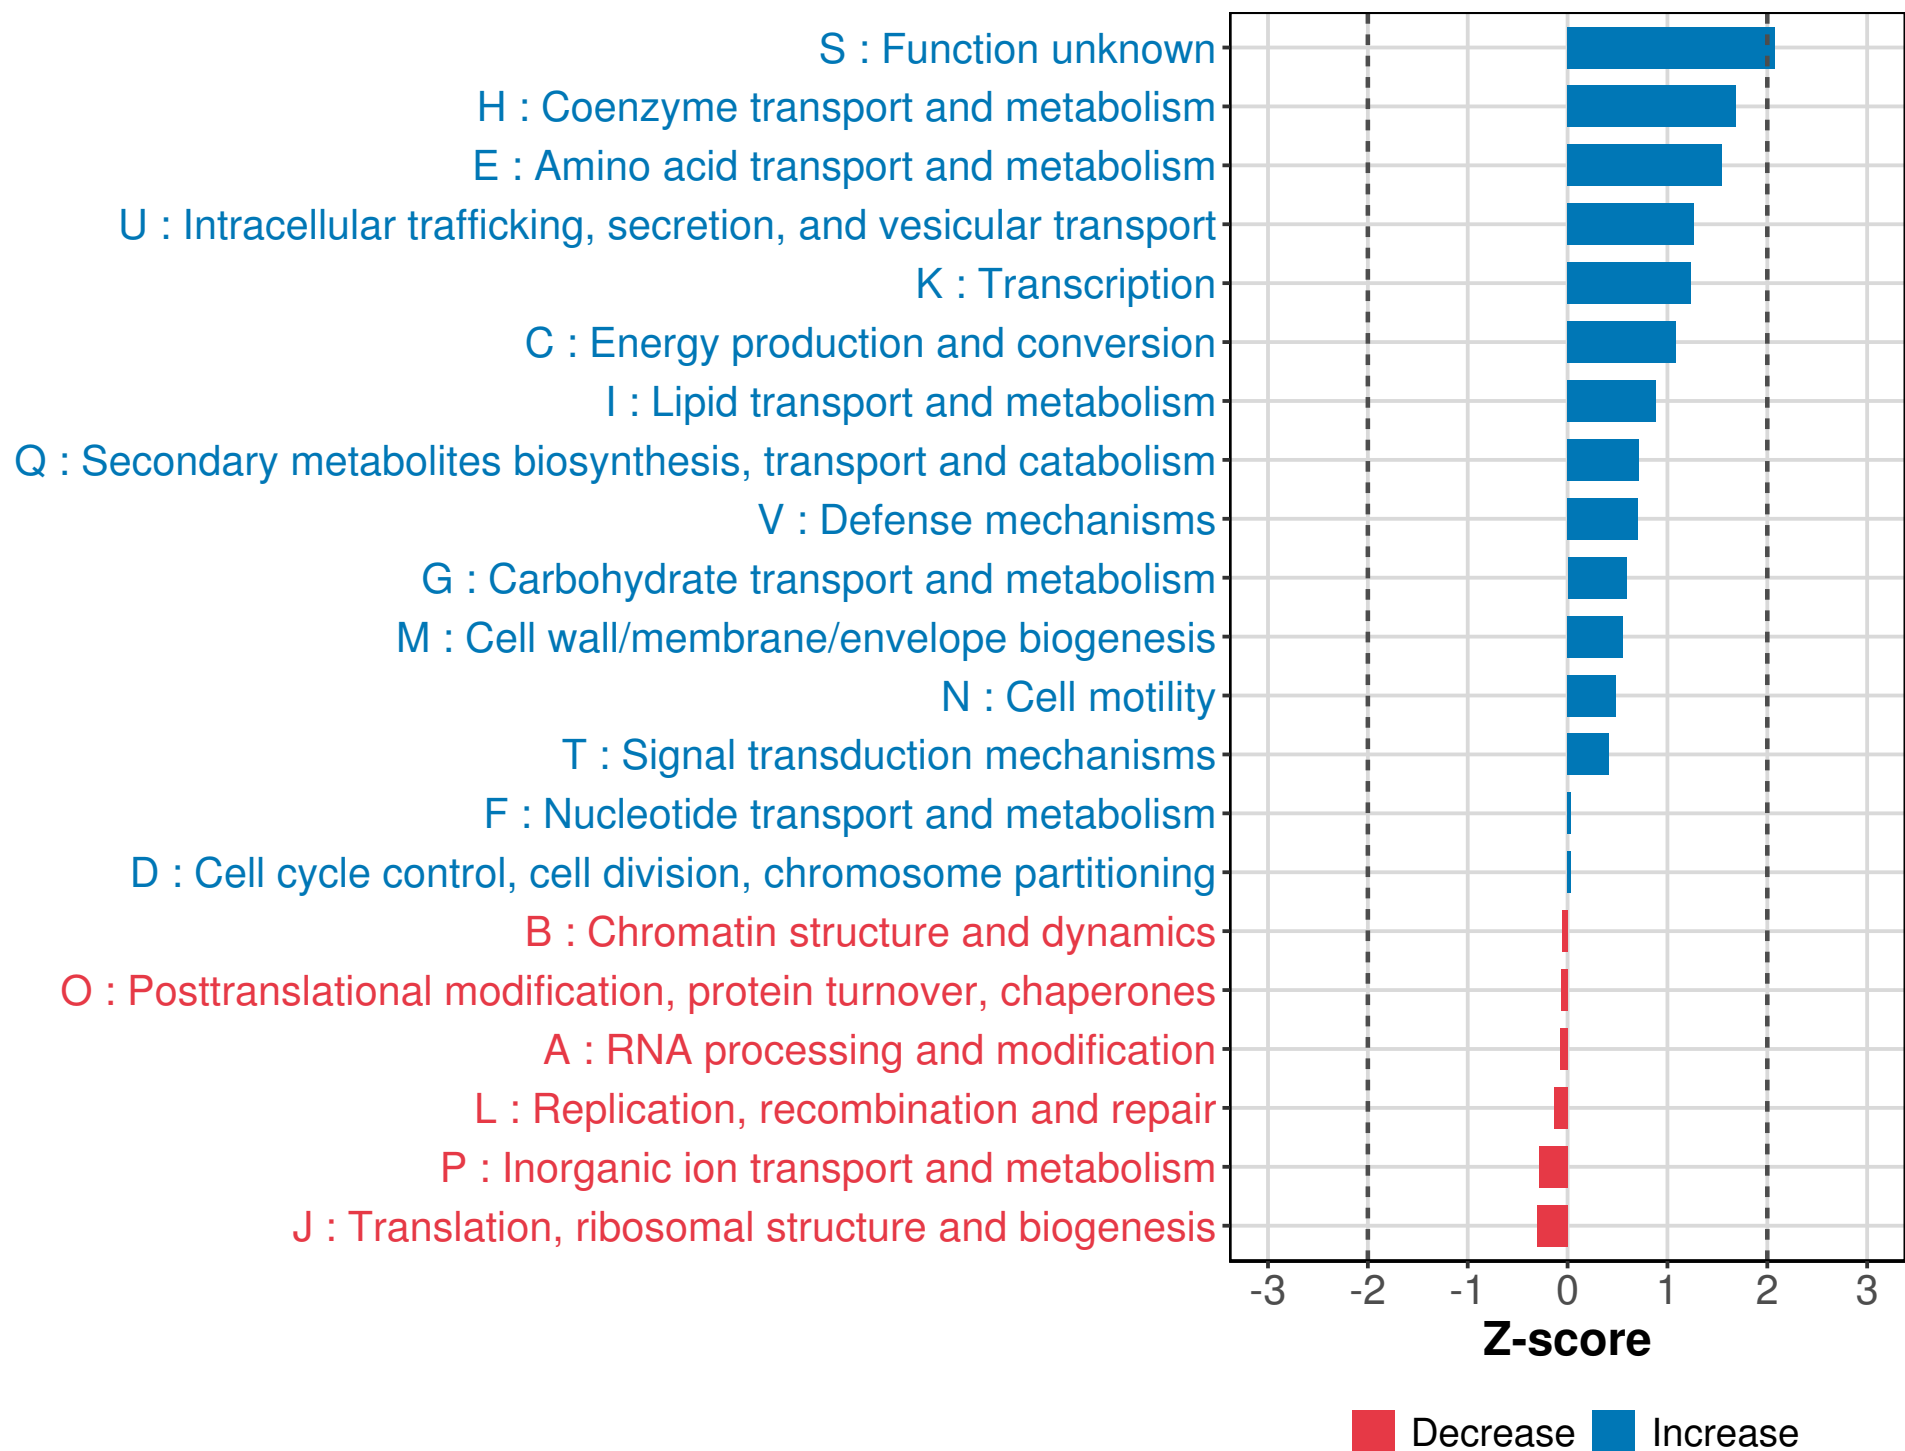 S : Function unknown
H : Coenzyme transport and metabolism
E : Amino acid transport and metabolism
U : Intracellular trafficking, secretion, and vesicular transport
K : Transcription
C : Energy production and conversion
I : Lipid transport and metabolism
Q : Secondary metabolites biosynthesis, transport and catabolism
V : Defense mechanisms
G : Carbohydrate transport and metabolism
M : Cell wall/membrane/envelope biogenesis
N : Cell motility
T : Signal transduction mechanisms
F : Nucleotide transport and metabolism
D : Cell cycle control, cell division, chromosome partitioning
B : Chromatin structure and dynamics
O : Posttranslational modification, protein turnover, chaperones
A : RNA processing and modification
L : Replication, recombination and repair
P : Inorganic ion transport and metabolism
J : Translation, ribosomal structure and biogenesis
-3 -2 -1 0 1 2 3
Z-score
Decrease Increase